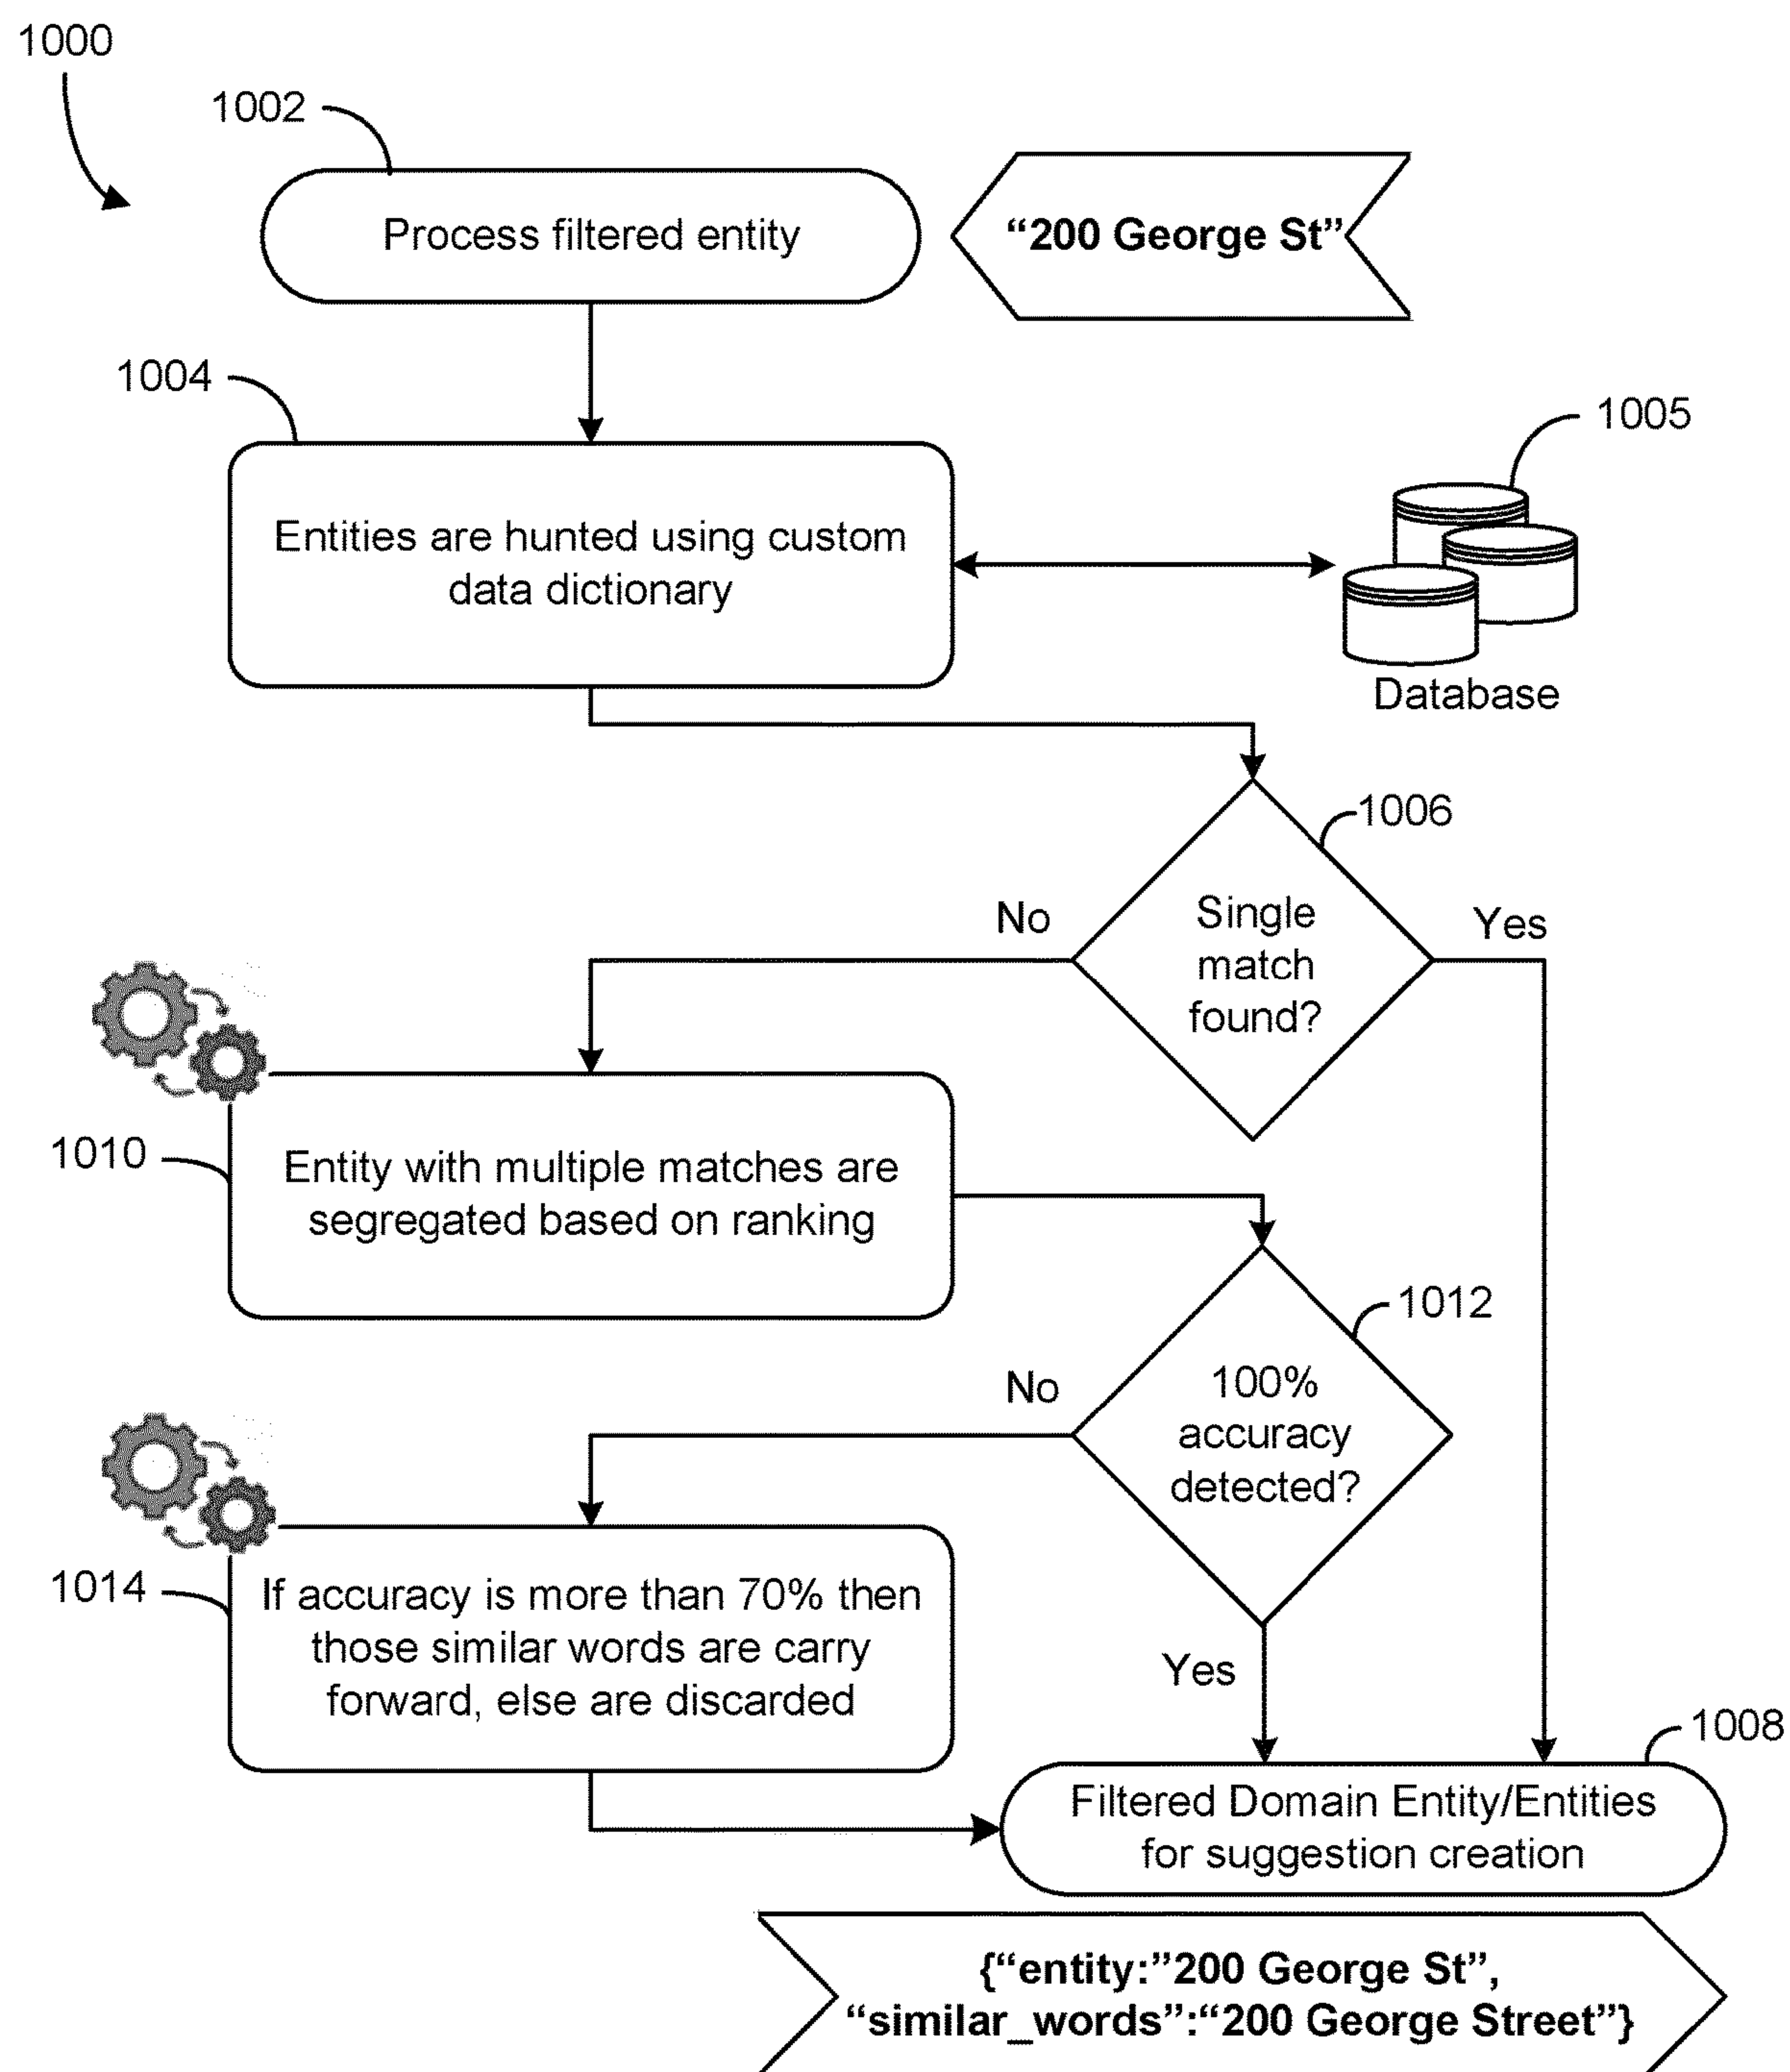 1000
1002
Process filtered entity
“200 George St”
1004
1005
Entities are hunted using custom
data dictionary
Database
1006
No
Single
match
found?
Yes
1010
Entity with multiple matches are
segregated based on ranking
1012
No
100%
accuracy
detected?
1014
If accuracy is more than 70% then
those similar words are carry
forward, else are discarded
Yes
1008
Filtered Domain Entity/Entities
for suggestion creation
{“entity:”200 George St”,
“similar_words”:“200 George Street”}